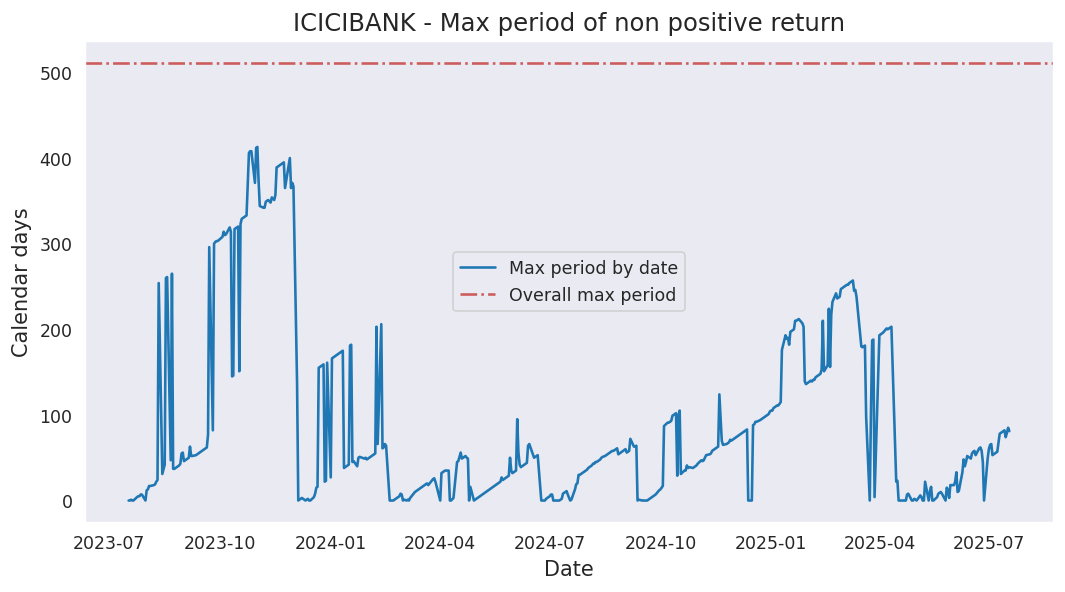 ICICIBANK - Max period of non positive return
Calendar days
500
400
300
200
100
0
Max period by date
Overall max period
2023-07 2023-10 2024-01 2024-04 2024-07 2024-10 2025-01 2025-04 2025-07
Date